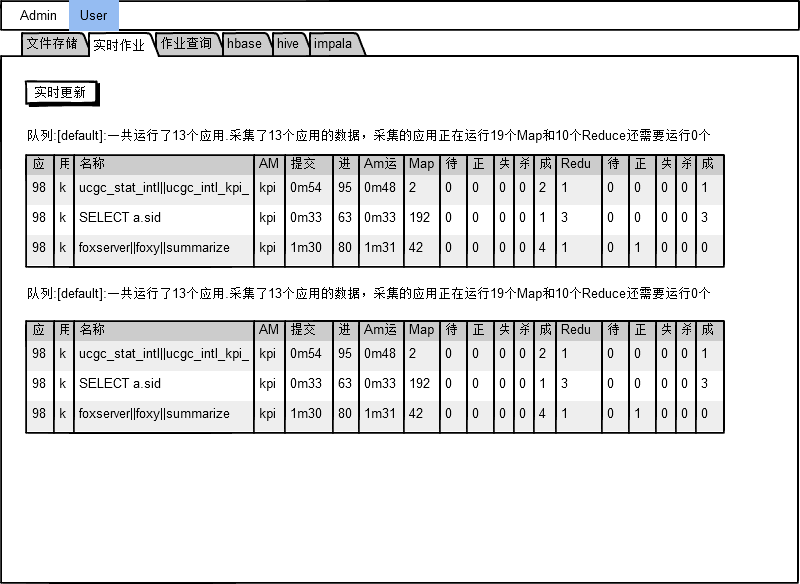 Admin User
文件存储 实时作业 作业查询 hbase hive impala
实时更新
队列:[default]:一共运行了13个应用.采集了13个应用的数据，采集的应用正在运行19个Map和10个Reduce还需要运行0个
应 用 名称 AM 提交 进 Am运 Map 待 正 失 杀 成 Redu 待 正 失 杀 成
98 k ucgc_stat_intl||ucgc_intl_kpi_ kpi 0m54 95 0m48 2 0 0 0 0 2 1 0 0 0 0 1
98 k SELECT a.sid kpi 0m33 63 0m33 192 0 0 0 0 1 3 0 0 0 0 3
98 k foxserver||foxy||summarize kpi 1m30 80 1m31 42 0 0 0 0 4 1 0 1 0 0 0
队列:[default]:一共运行了13个应用.采集了13个应用的数据，采集的应用正在运行19个Map和10个Reduce还需要运行0个
应 用 名称 AM 提交 进 Am运 Map 待 正 失 杀 成 Redu 待 正 失 杀 成
98 k ucgc_stat_intl||ucgc_intl_kpi_ kpi 0m54 95 0m48 2 0 0 0 0 2 1 0 0 0 0 1
98 k SELECT a.sid kpi 0m33 63 0m33 192 0 0 0 0 1 3 0 0 0 0 3
98 k foxserver||foxy||summarize kpi 1m30 80 1m31 42 0 0 0 0 4 1 0 1 0 0 0